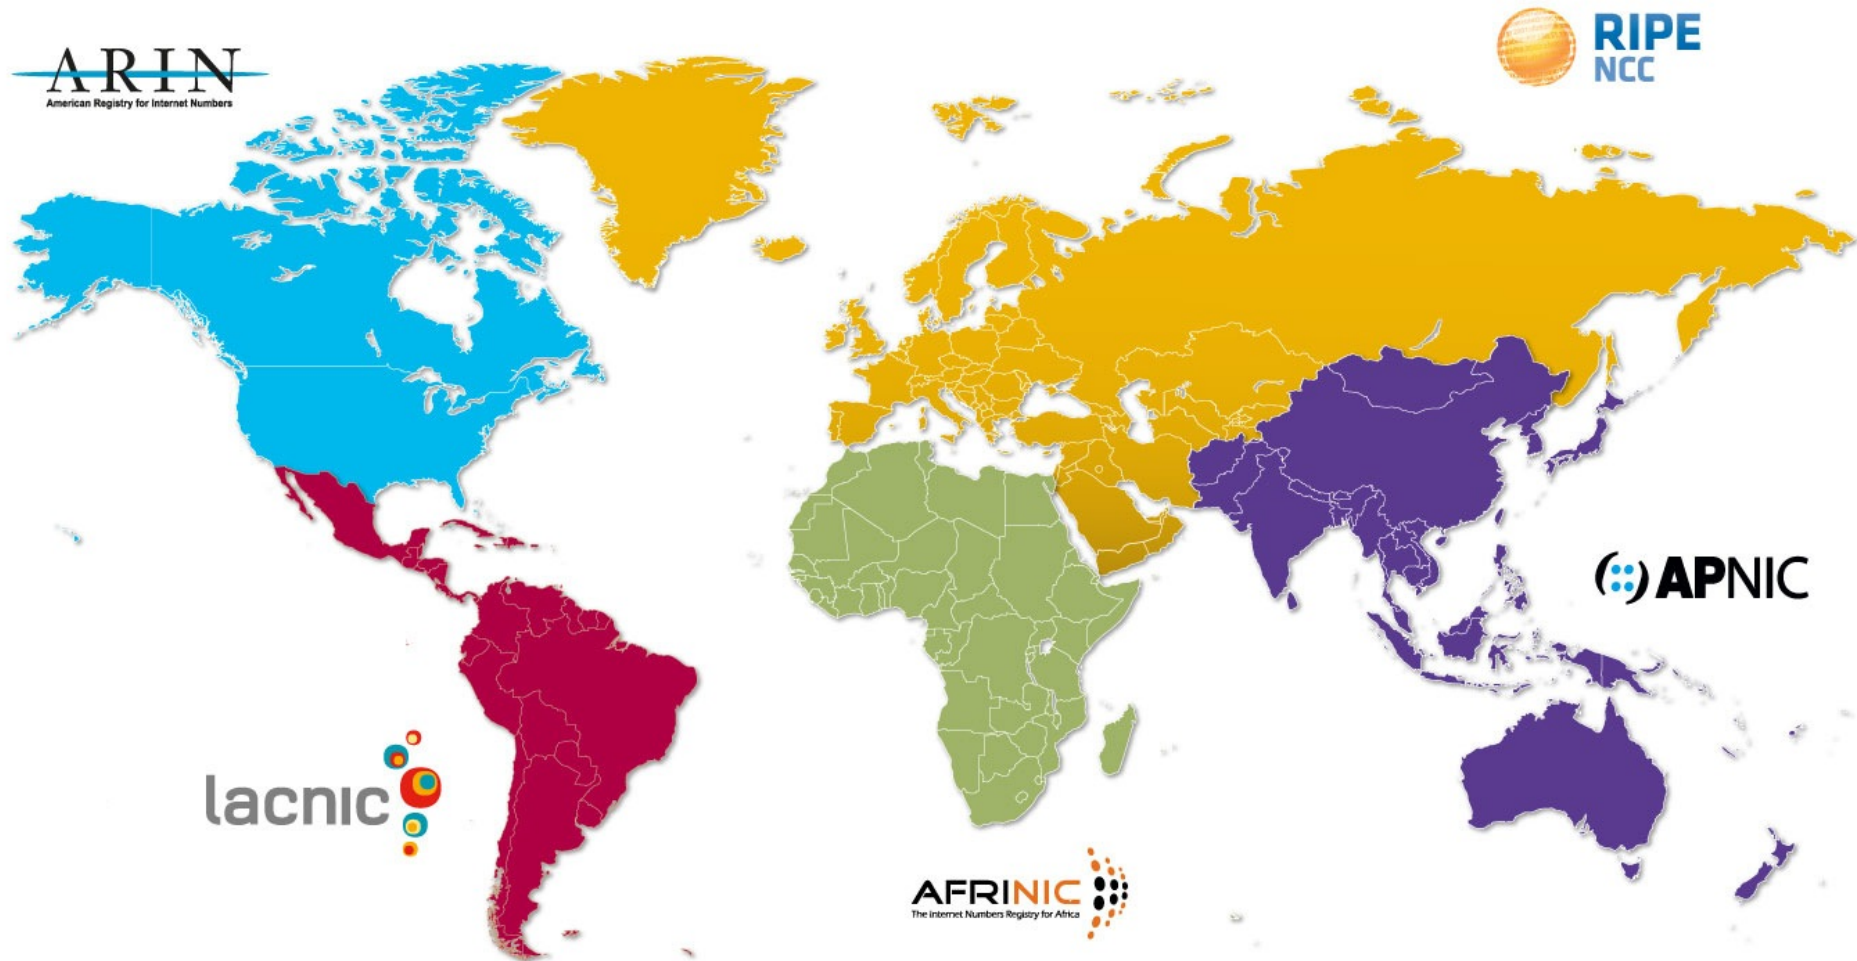 ARIN
American Registry for Internet Numbers
RIPE
NCC
APNIC
lacnic
AFRINIC
The Internet Numbers Registry for Africa